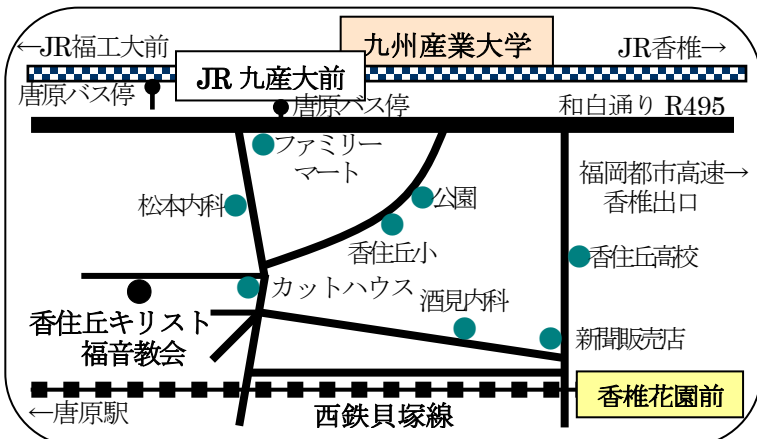 ←JR福工大前
九州産業大学
JR香椎→
JR 九産大前
唐原バス停
唐原バス停
和白通り R495
ファミリー
マート
福岡都市高速→
香椎出口
松本内科
公園
香住丘小
香住丘高校
カットハウス
酒見内科
香住丘キリスト
福音教会
新聞販売店
香椎花園前
←唐原駅
西鉄貝塚線